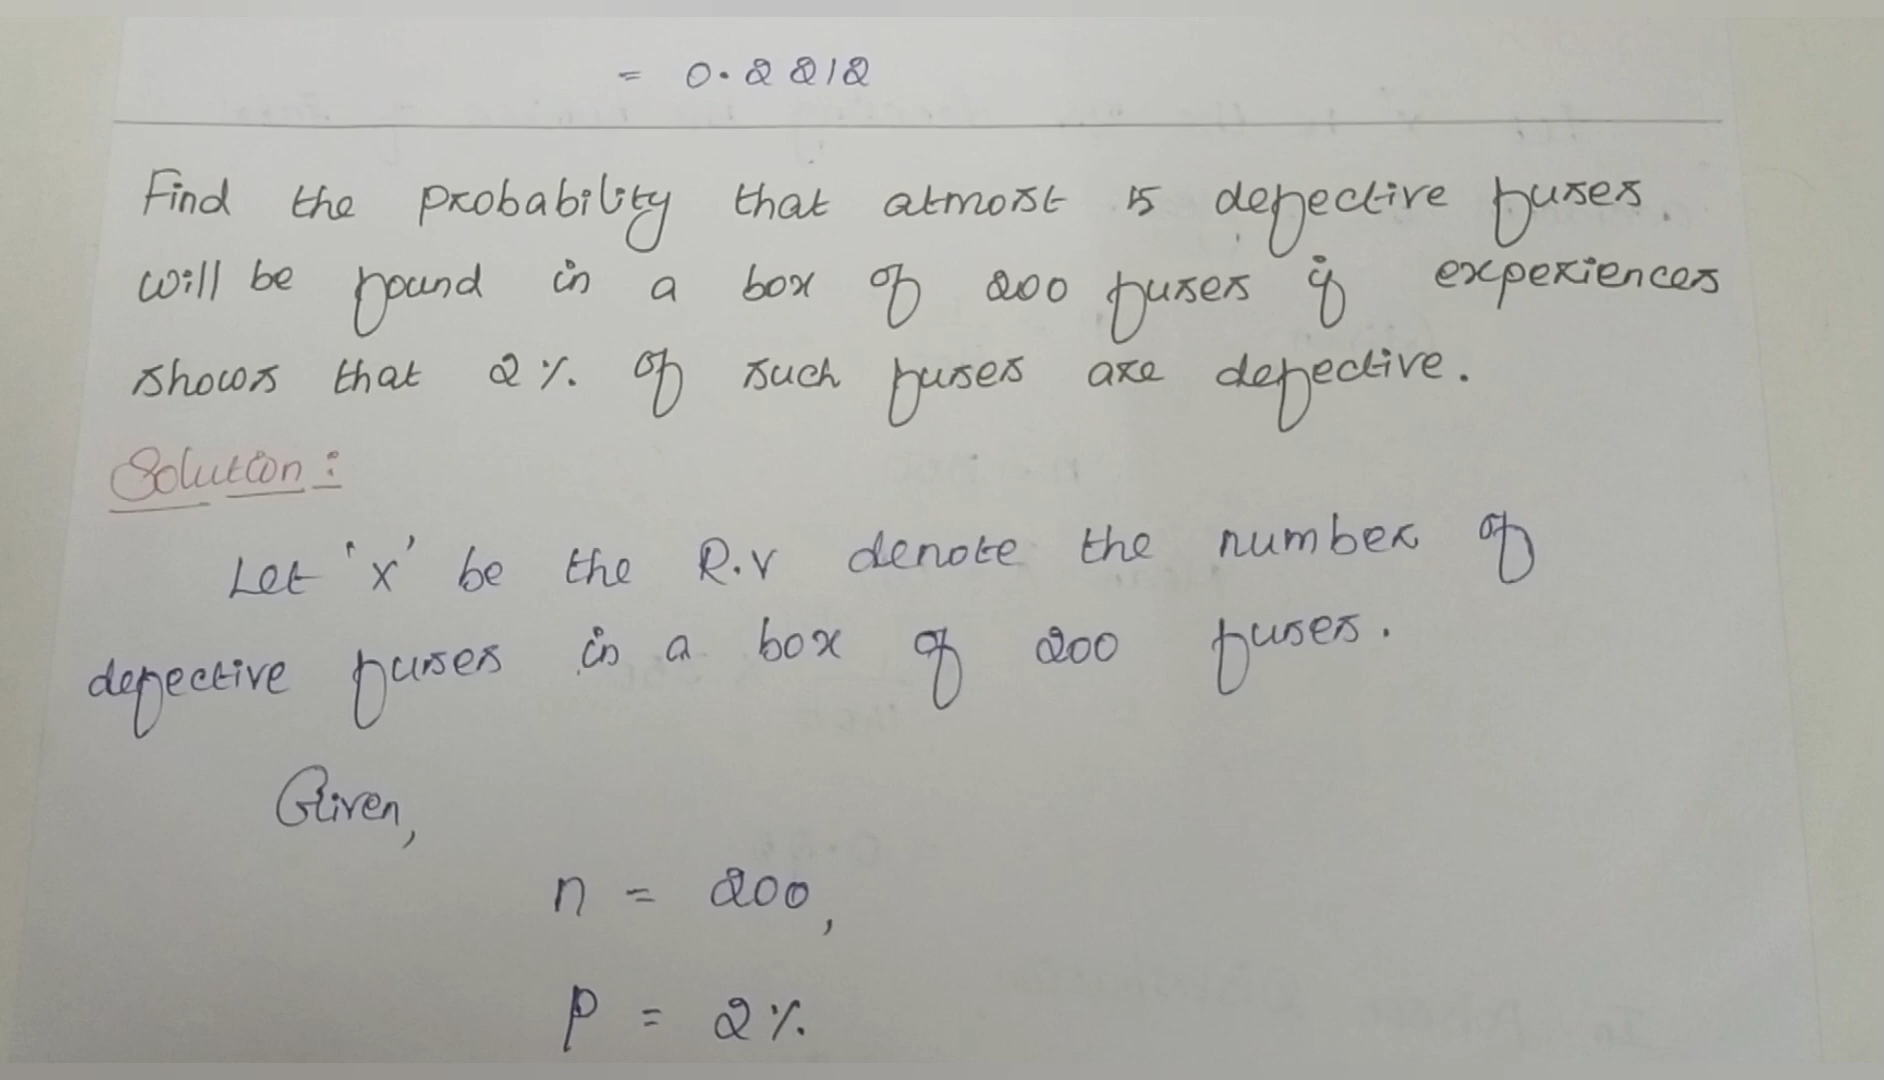 = 0.2212
Find the probability that atmost 5 defective fuses
will be found in a box of 200 fuses if experiences
shows that 2%. of such fuses are defective.
Solution :
Let 'x' be the R.V denote the number of
defective fuses in a box of 200 fuses.
Given,
n = 200,
P = 2%.